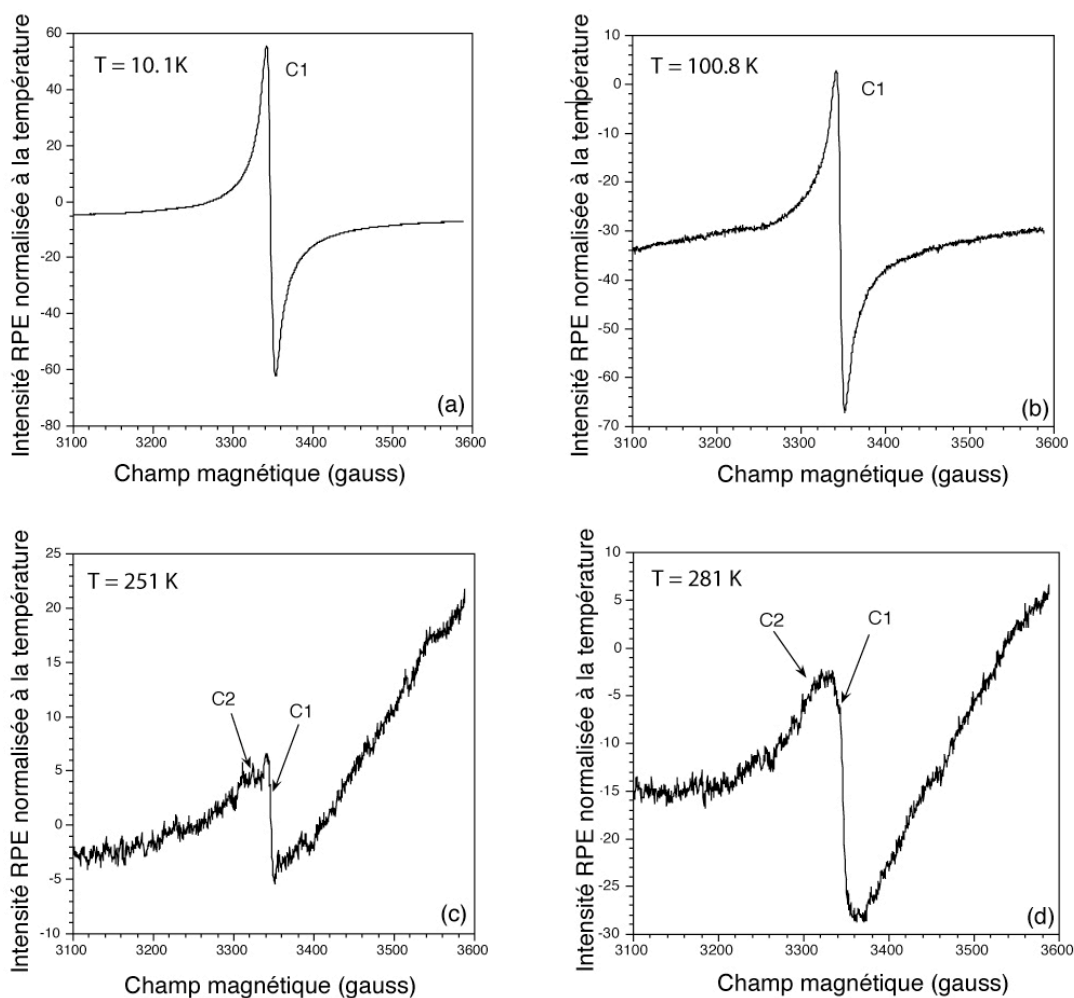 Intensité RPE normalisée à la température
60
40
20
0
-20
-40
-60
-80
T = 10.1K
C1
(a)
3100 3200 3300 3400 3500 3600
Champ magnétique (gauss)
Intensité RPE normalisée à la température
10
0
-10
-20
-30
-40
-50
-60
-70
T = 100.8 K
C1
(b)
3100 3200 3300 3400 3500 3600
Champ magnétique (gauss)
Intensité RPE normalisée à la température
25
20
15
10
5
0
-5
-10
T = 251 K
C2
C1
(c)
3100 3200 3300 3400 3500 3600
Champ magnétique (gauss)
Intensité RPE normalisée à la température
10
5
0
-5
-10
-15
-20
-25
-30
T = 281 K
C2
C1
(d)
3100 3200 3300 3400 3500 3600
Champ magnétique (gauss)